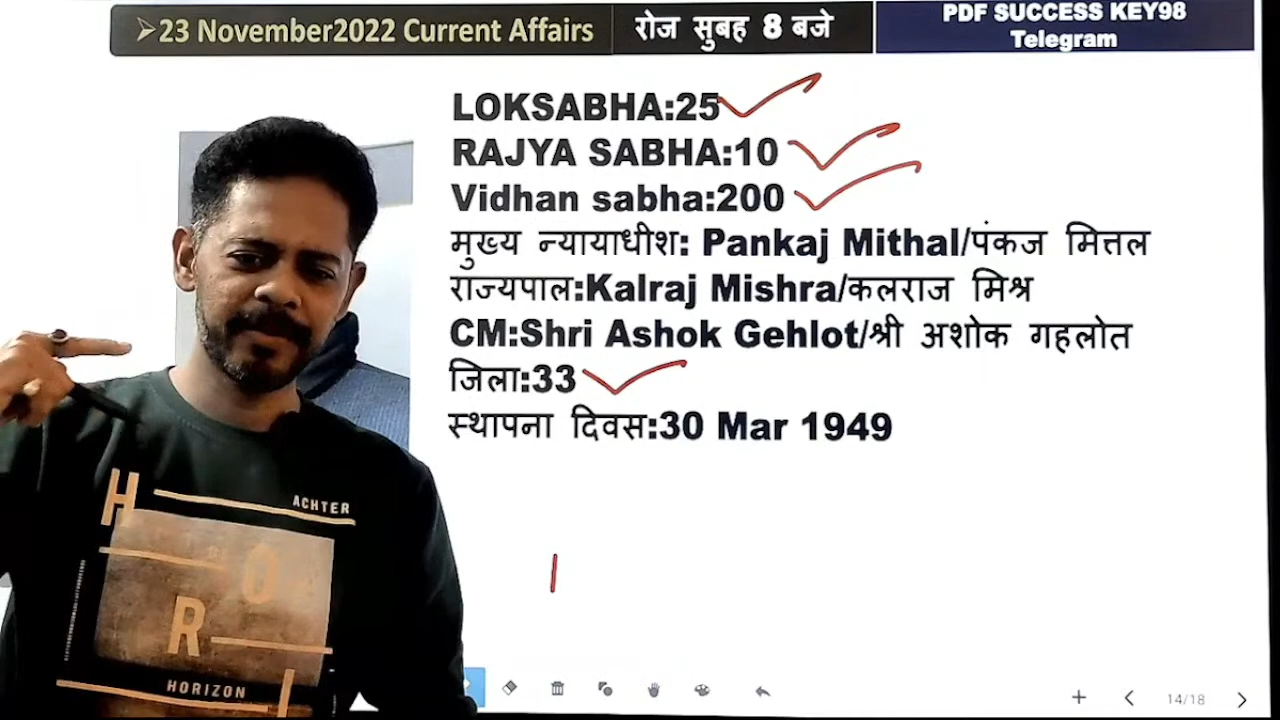 ➢23 November2022 Current Affairs
रोज सुबह 8 बजे
PDF SUCCESS KEY98
Telegram
LOKSABHA:25
RAJYA SABHA:10
Vidhan sabha:200
मुख्य न्यायाधीश: Pankaj Mithal/पंकज मित्तल
राज्यपाल:Kalraj Mishra/कलराज मिश्र
CM:Shri Ashok Gehlot/श्री अशोक गहलोत
जिला:33
स्थापना दिवस:30 Mar 1949
H
ACHTER
O
R
I
HORIZON
14/18